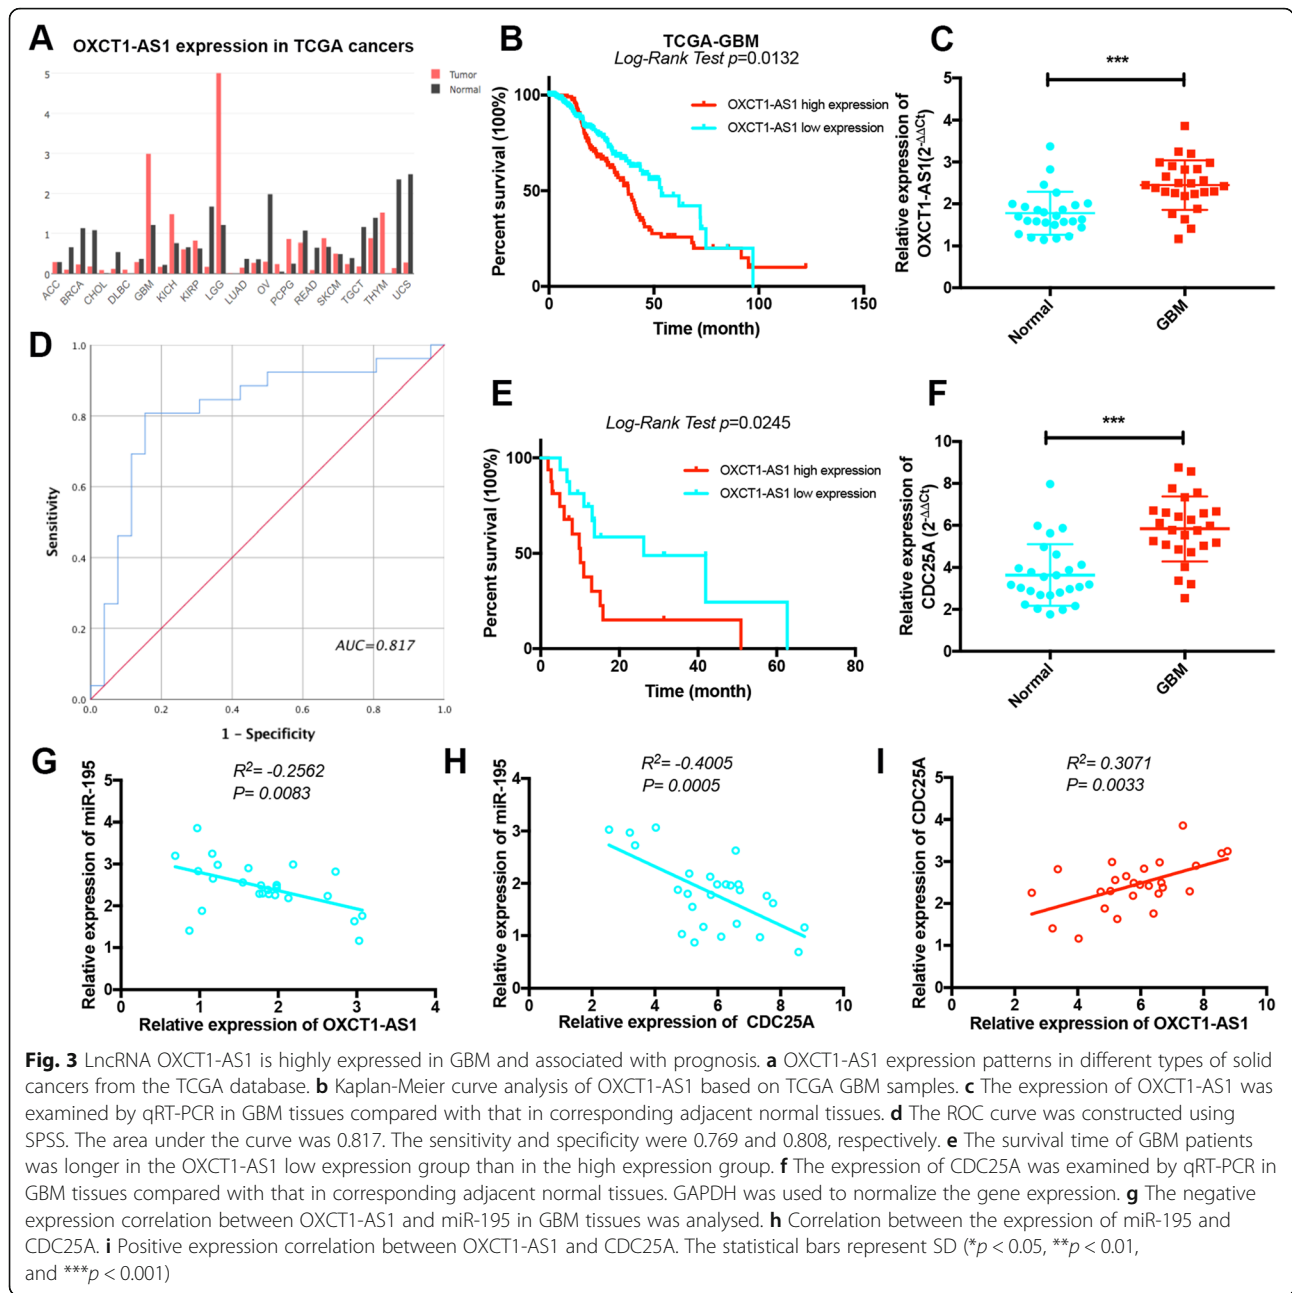 A
OXCT1-AS1 expression in TCGA cancers
Tumor
Normal
5
4
3
2
1
0
ACC
BRCA
CHOL
DLBC
GBM
KICH
KIRP
LGG
LUAD
OV
PCPG
READ
SKCM
TGCT
THYM
UCS
B
TCGA-GBM
Log-Rank Test p=0.0132
OXCT1-AS1 high expression
OXCT1-AS1 low expression
Percent survival (100%)
100
50
0
0 50 100 150
Time (month)
C
***
Relative expression of
OXCT1-AS1(2-ΔΔCt)
5
4
3
2
1
0
Normal
GBM
D
Sensitivity
1.0
0.8
0.6
0.4
0.2
0.0
AUC=0.817
0.0 0.2 0.4 0.6 0.8 1.0
1 - Specificity
E
Log-Rank Test p=0.0245
OXCT1-AS1 high expression
OXCT1-AS1 low expression
Percent survival (100%)
100
50
0
0 20 40 60 80
Time (month)
F
***
Relative expression of
CDC25A (2-ΔΔCt)
10
8
6
4
2
0
Normal
GBM
G
R2= -0.2562
P= 0.0083
Relative expression of miR-195
5
4
3
2
1
0
0 1 2 3 4
Relative expression of OXCT1-AS1
H
R2= -0.4005
P= 0.0005
Relative expression of miR-195
4
3
2
1
0
0 2 4 6 8 10
Relative expression of CDC25A
I
R2= 0.3071
P= 0.0033
Relative expression of CDC25A
5
4
3
2
1
0
0 2 4 6 8 10
Relative expression of OXCT1-AS1
Fig. 3 LncRNA OXCT1-AS1 is highly expressed in GBM and associated with prognosis. a OXCT1-AS1 expression patterns in different types of solid
cancers from the TCGA database. b Kaplan-Meier curve analysis of OXCT1-AS1 based on TCGA GBM samples. c The expression of OXCT1-AS1 was
examined by qRT-PCR in GBM tissues compared with that in corresponding adjacent normal tissues. d The ROC curve was constructed using
SPSS. The area under the curve was 0.817. The sensitivity and specificity were 0.769 and 0.808, respectively. e The survival time of GBM patients
was longer in the OXCT1-AS1 low expression group than in the high expression group. f The expression of CDC25A was examined by qRT-PCR in
GBM tissues compared with that in corresponding adjacent normal tissues. GAPDH was used to normalize the gene expression. g The negative
expression correlation between OXCT1-AS1 and miR-195 in GBM tissues was analysed. h Correlation between the expression of miR-195 and
CDC25A. i Positive expression correlation between OXCT1-AS1 and CDC25A. The statistical bars represent SD (*p < 0.05, **p < 0.01,
and ***p < 0.001)